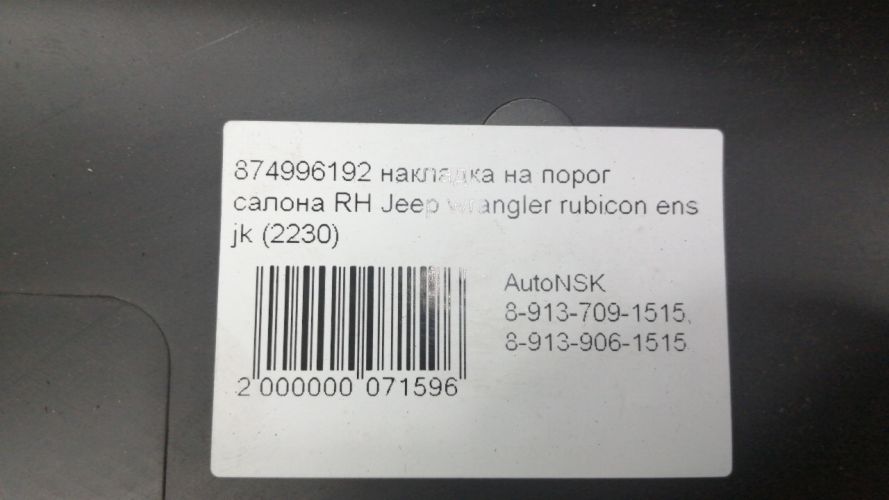 874996192 накладка на порог
салона RH Jeep wrangler rubicon ens
jk (2230)
AutoNSK
8-913-709-1515,
8-913-906-1515
2 000000 071596